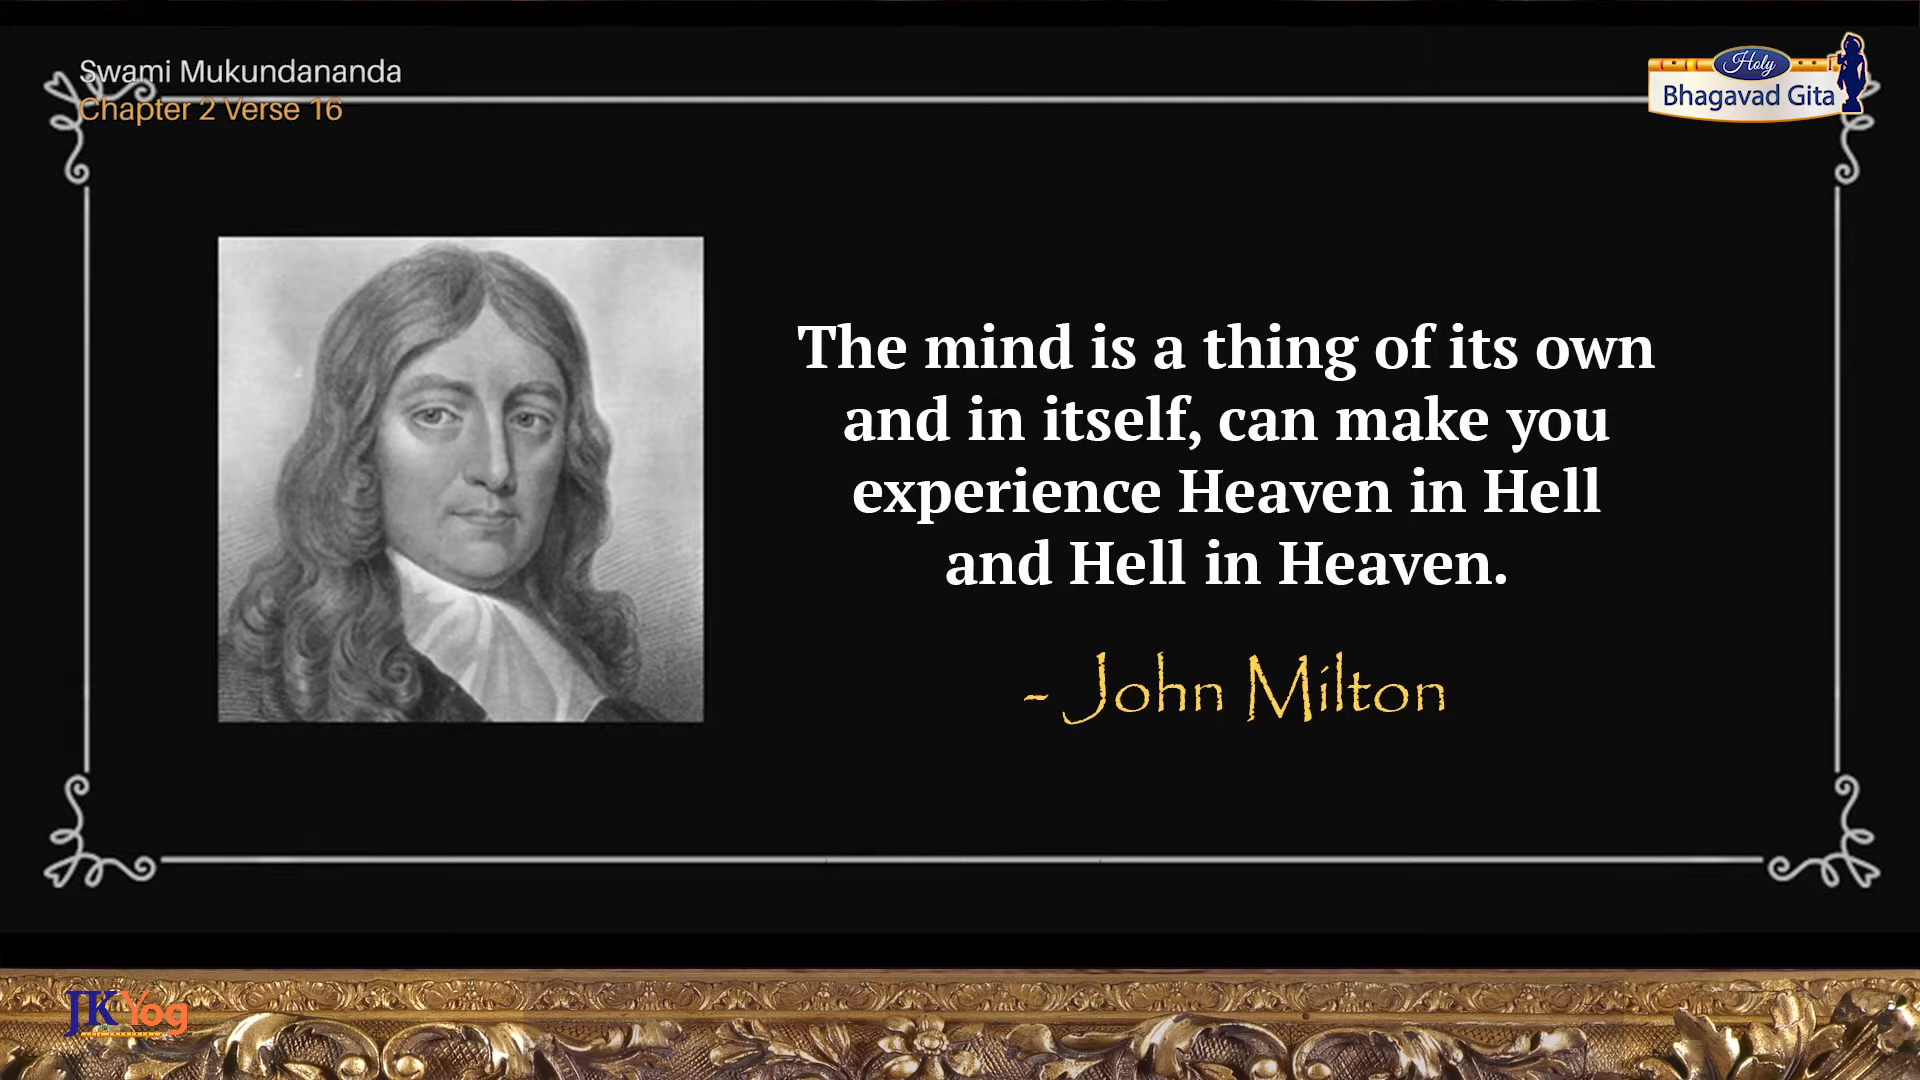 Swami Mukundananda
Chapter 2 Verse 16
Holy
Bhagavad Gita
The mind is a thing of its own
and in itself, can make you
experience Heaven in Hell
and Hell in Heaven.
- John Milton
JKYog